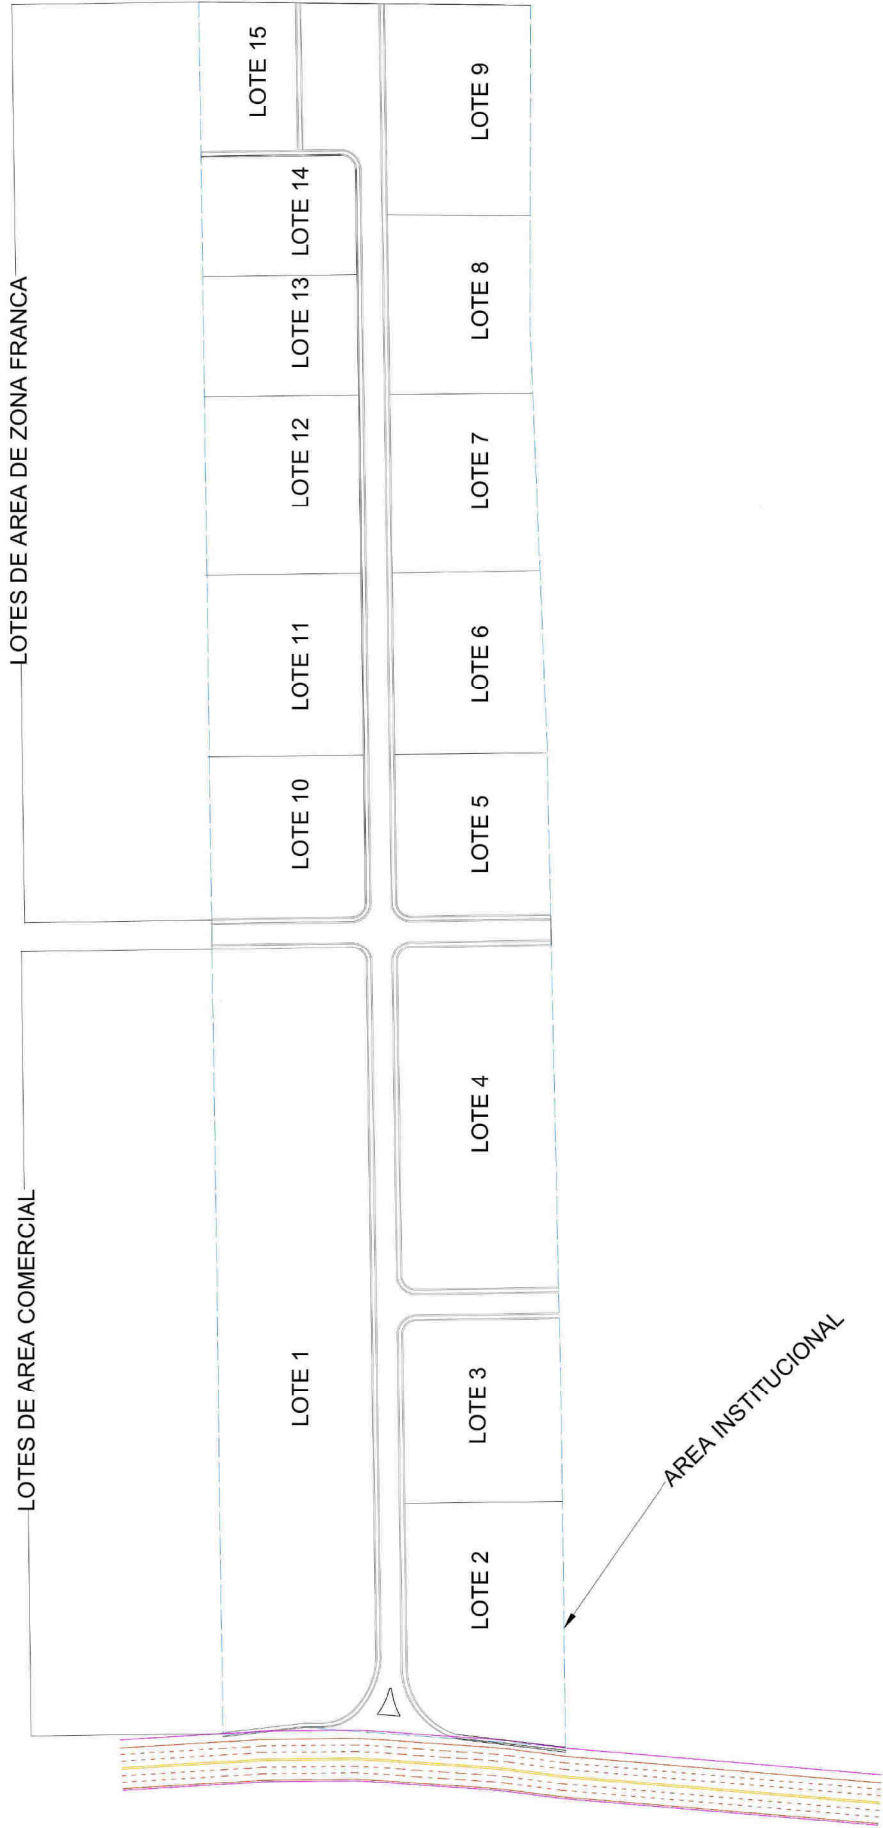 LOTES DE AREA DE ZONA FRANCA
LOTES DE AREA COMERCIAL
LOTE 15
LOTE 14
LOTE 13
LOTE 12
LOTE 11
LOTE 10
LOTE 1
LOTE 9
LOTE 8
LOTE 7
LOTE 6
LOTE 5
LOTE 4
LOTE 3
LOTE 2
AREA INSTITUCIONAL